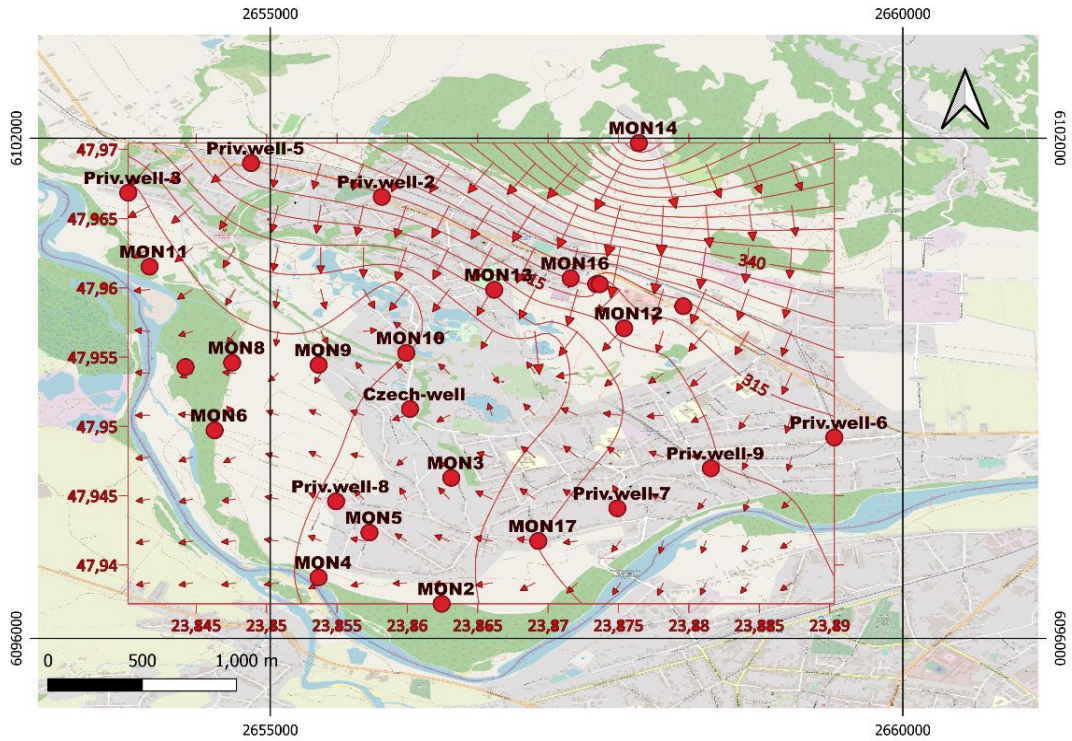 2655000
2660000
6102000
6102000
MON14
47,97
Priv.well-5
Priv.well-3
Priv.well-2
47,965
MON11
MON16
340
47,96
MON13
315
MON12
MON10
47,955
MON8
MON9
315
Czech-well
47,95
MON6
Priv.well-6
Priv.well-9
MON3
47,945
Priv.well-8
Priv.well-7
MON5
MON17
47,94
MON4
MON2
23,845
23,855
23,855
23,86
23,865
23,87
23,875
23,88
23,885
23,89
6096000
6096000
0
500
1,000 m
2655000
2660000